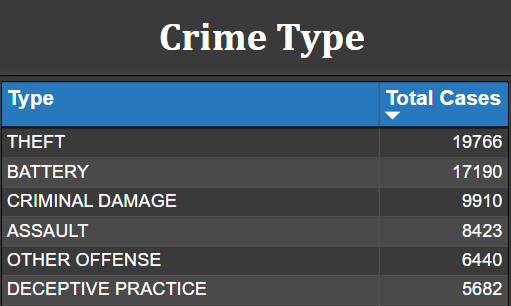 Crime Type
Type Total Cases
THEFT 19766
BATTERY 17190
CRIMINAL DAMAGE 9910
ASSAULT 8423
OTHER OFFENSE 6440
DECEPTIVE PRACTICE 5682